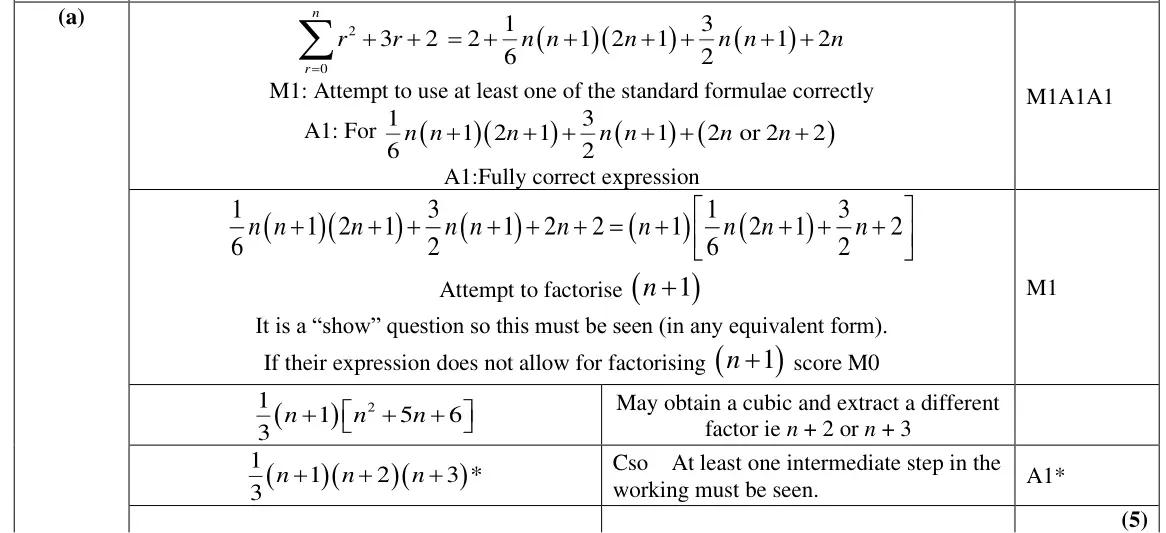 (a)
$\sum_{r=0}^{n} r^2 + 3r + 2 = 2 + \frac{1}{6}n(n+1)(2n+1) + \frac{3}{2}n(n+1) + 2n$
M1: Attempt to use at least one of the standard formulae correctly
A1: For $\frac{1}{6}n(n+1)(2n+1) + \frac{3}{2}n(n+1) + (2n \text{ or } 2n+2)$
A1:Fully correct expression
M1A1A1
$\frac{1}{6}n(n+1)(2n+1) + \frac{3}{2}n(n+1) + 2n + 2 = (n+1)\left[\frac{1}{6}n(2n+1) + \frac{3}{2}n + 2\right]$
Attempt to factorise $(n+1)$
It is a “show” question so this must be seen (in any equivalent form).
If their expression does not allow for factorising $(n+1)$ score M0
M1
$\frac{1}{3}(n+1)\left[n^2 + 5n + 6\right]$
May obtain a cubic and extract a different
factor ie n + 2 or n + 3
$\frac{1}{3}(n+1)(n+2)(n+3)$*
Cso At least one intermediate step in the
working must be seen.
A1*
(5)